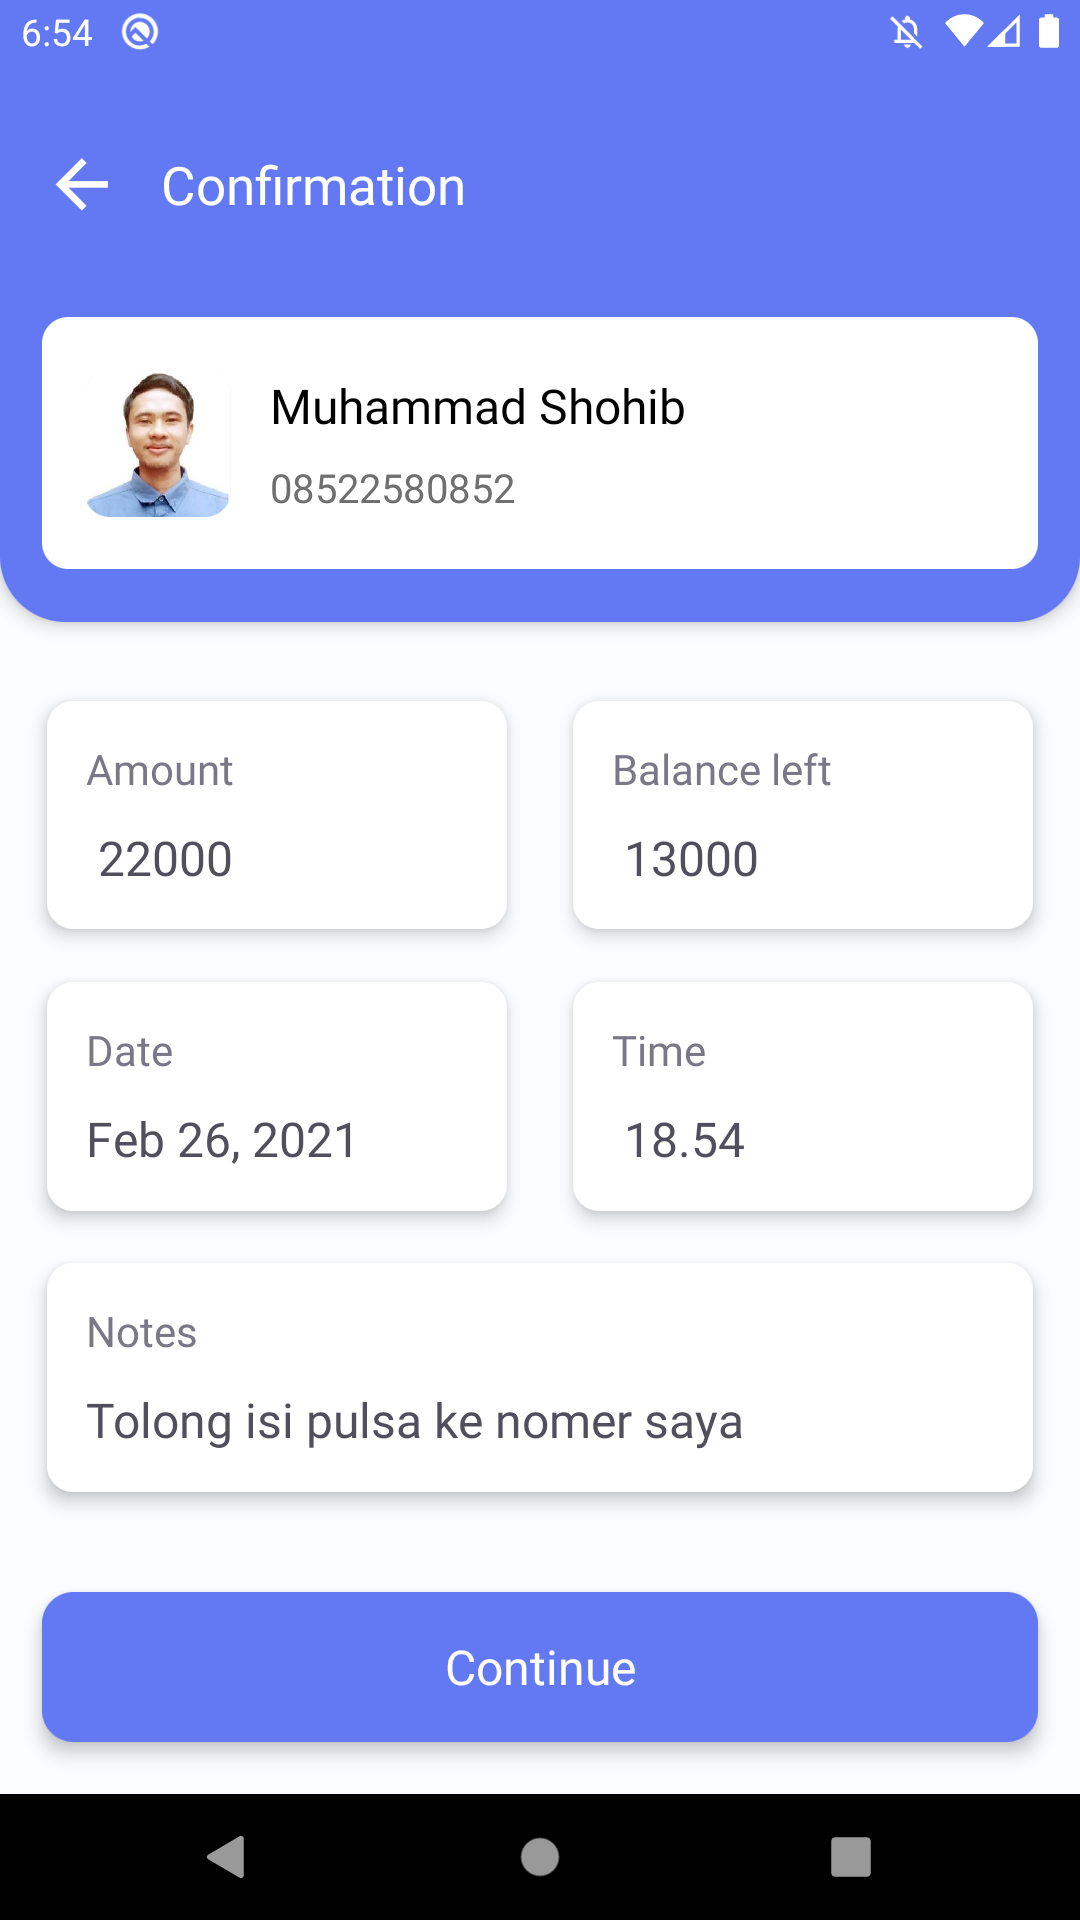 6:54
Confirmation
Muhammad Shohib
08522580852
Amount
22000
Balance left
13000
Date
Feb 26, 2021
Time
18.54
Notes
Tolong isi pulsa ke nomer saya
Continue